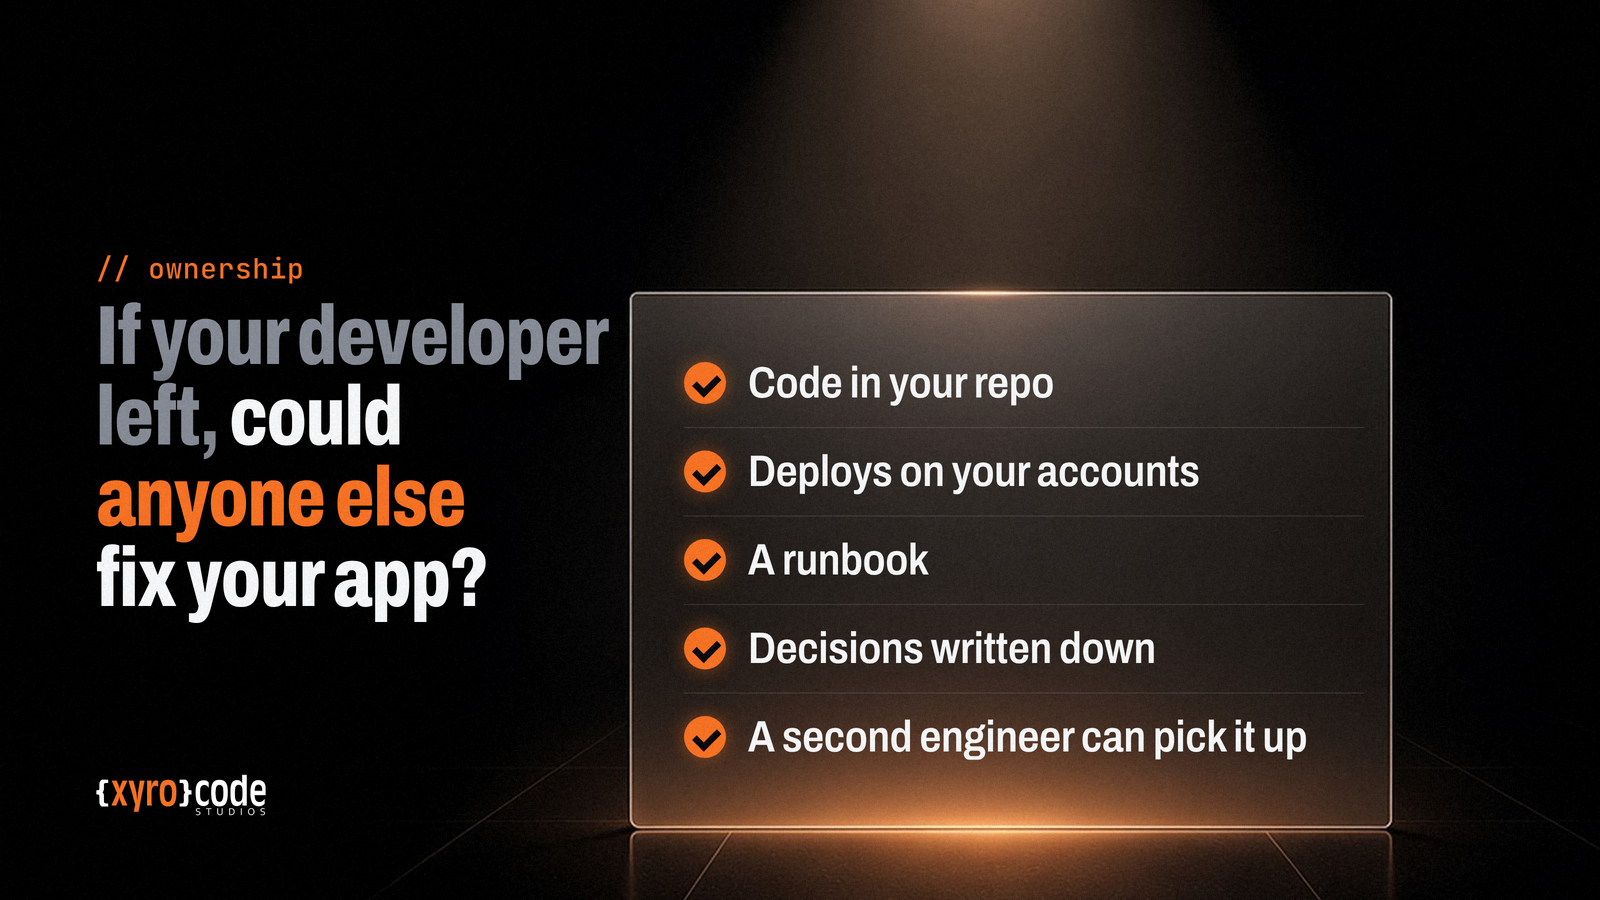 // ownership
If your developer
left, could
anyone else
fix your app?
Code in your repo
Deploys on your accounts
A runbook
Decisions written down
A second engineer can pick it up
{xyro}code
STUDIOS